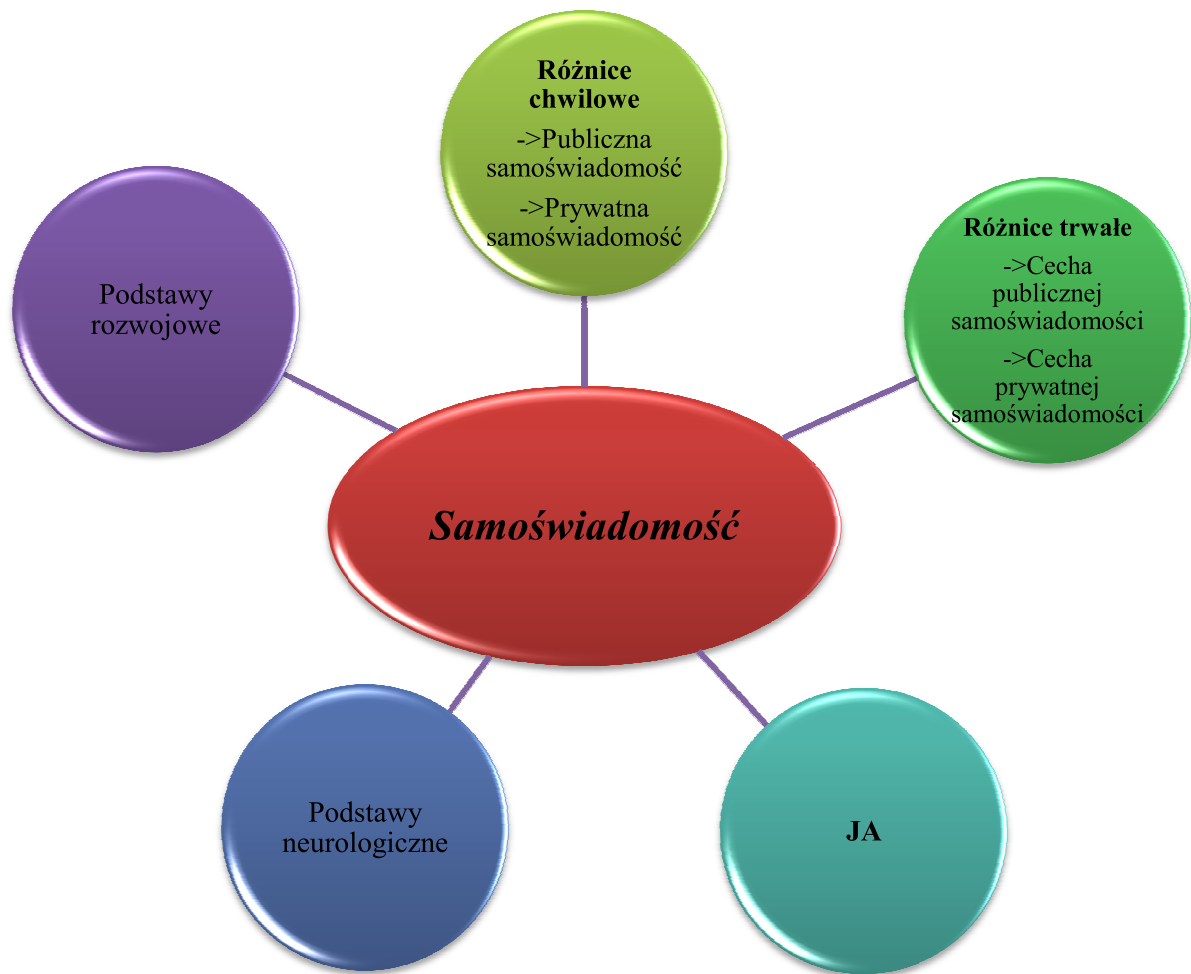 Różnice
chwilowe
->Publiczna
samoświadomość
->Prywatna
samoświadomość
Różnice trwałe
->Cecha
publicznej
samoświadomości
->Cecha
prywatnej
samoświadomości
Podstawy
rozwojowe
Samoświadomość
Podstawy
neurologiczne
JA